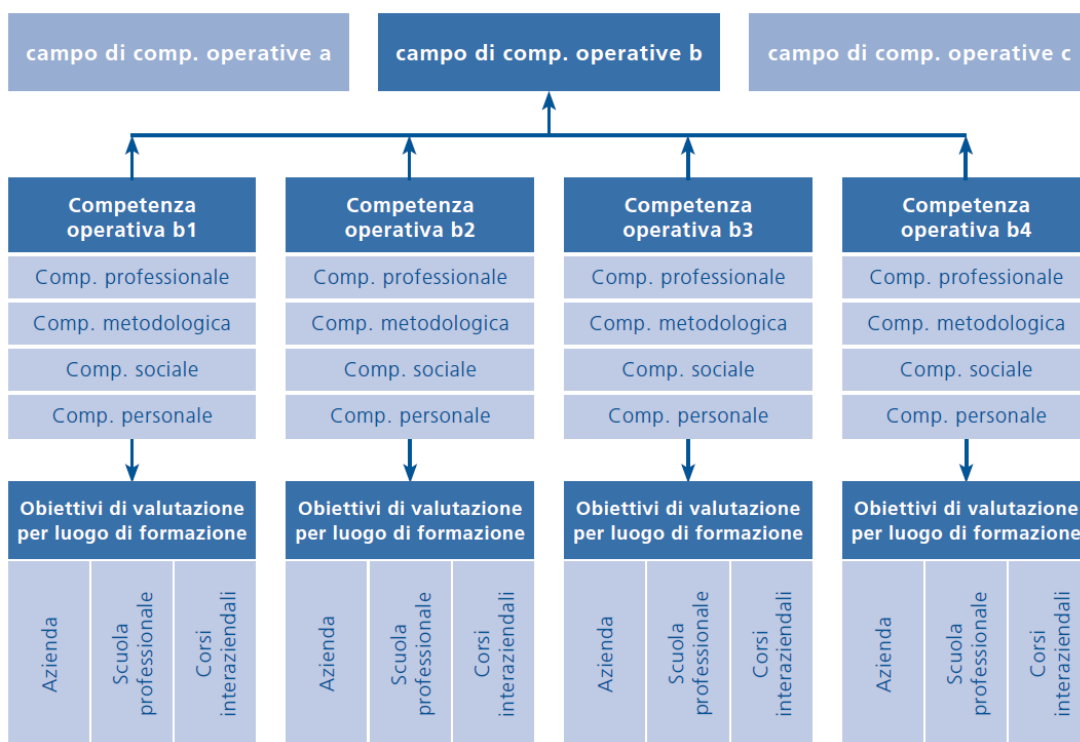 campo di comp. operative a
campo di comp. operative b
campo di comp. operative c
Competenza
operativa b1
Comp. professionale
Comp. metodologica
Comp. sociale
Comp. personale
Obiettivi di valutazione
per luogo di formazione
Azienda
Scuola
professionale
Corsi
interaziendali
Competenza
operativa b2
Comp. professionale
Comp. metodologica
Comp. sociale
Comp. personale
Obiettivi di valutazione
per luogo di formazione
Azienda
Scuola
professionale
Corsi
interaziendali
Competenza
operativa b3
Comp. professionale
Comp. metodologica
Comp. sociale
Comp. personale
Obiettivi di valutazione
per luogo di formazione
Azienda
Scuola
professionale
Corsi
interaziendali
Competenza
operativa b4
Comp. professionale
Comp. metodologica
Comp. sociale
Comp. personale
Obiettivi di valutazione
per luogo di formazione
Azienda
Scuola
professionale
Corsi
interaziendali